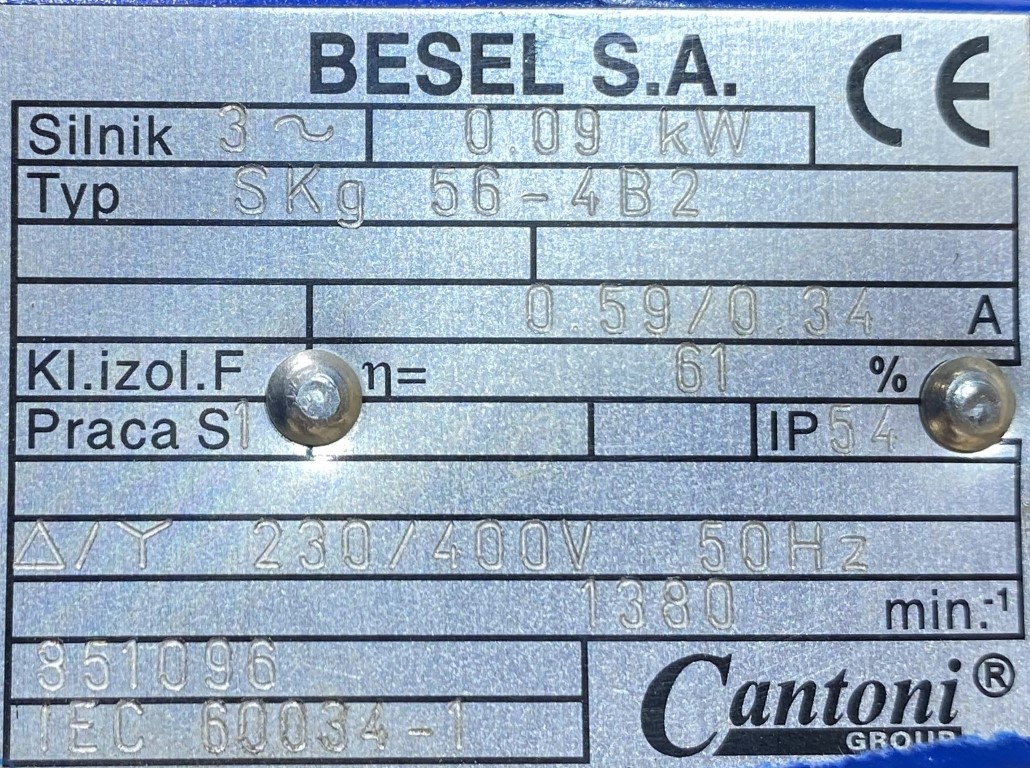 BESEL S.A. CE
Silnik 3~ 0.09 kW
Typ SKg 56-4B2
0.59/0.34 A
Kl.izol.F η= 61 %
Praca S1 IP54
Δ/Y 230/400V 50Hz
1380 min.⁻¹
851096
IEC 60034-1
Cantoni®
GROUP